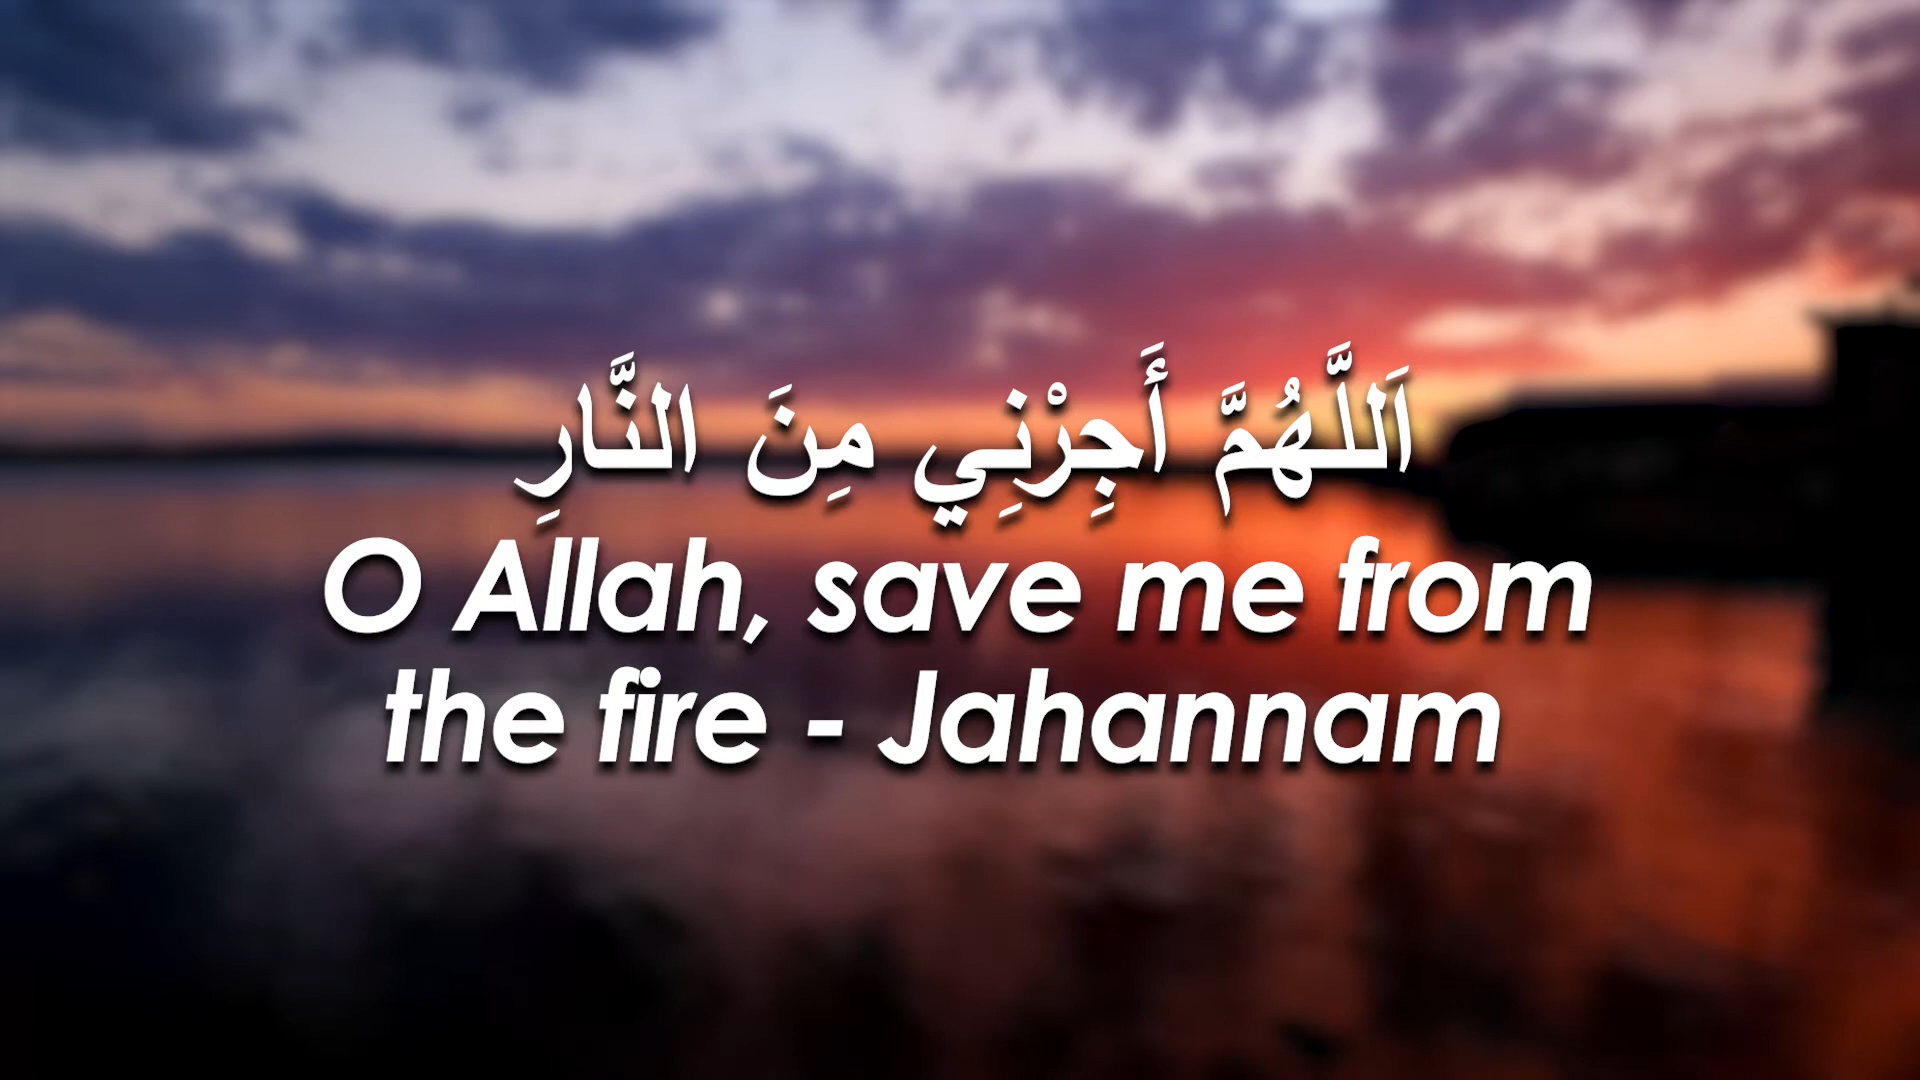 اَللَّهُمَّ أَجِرْنِي مِنَ النَّارِ
O Allah, save me from
the fire - Jahannam